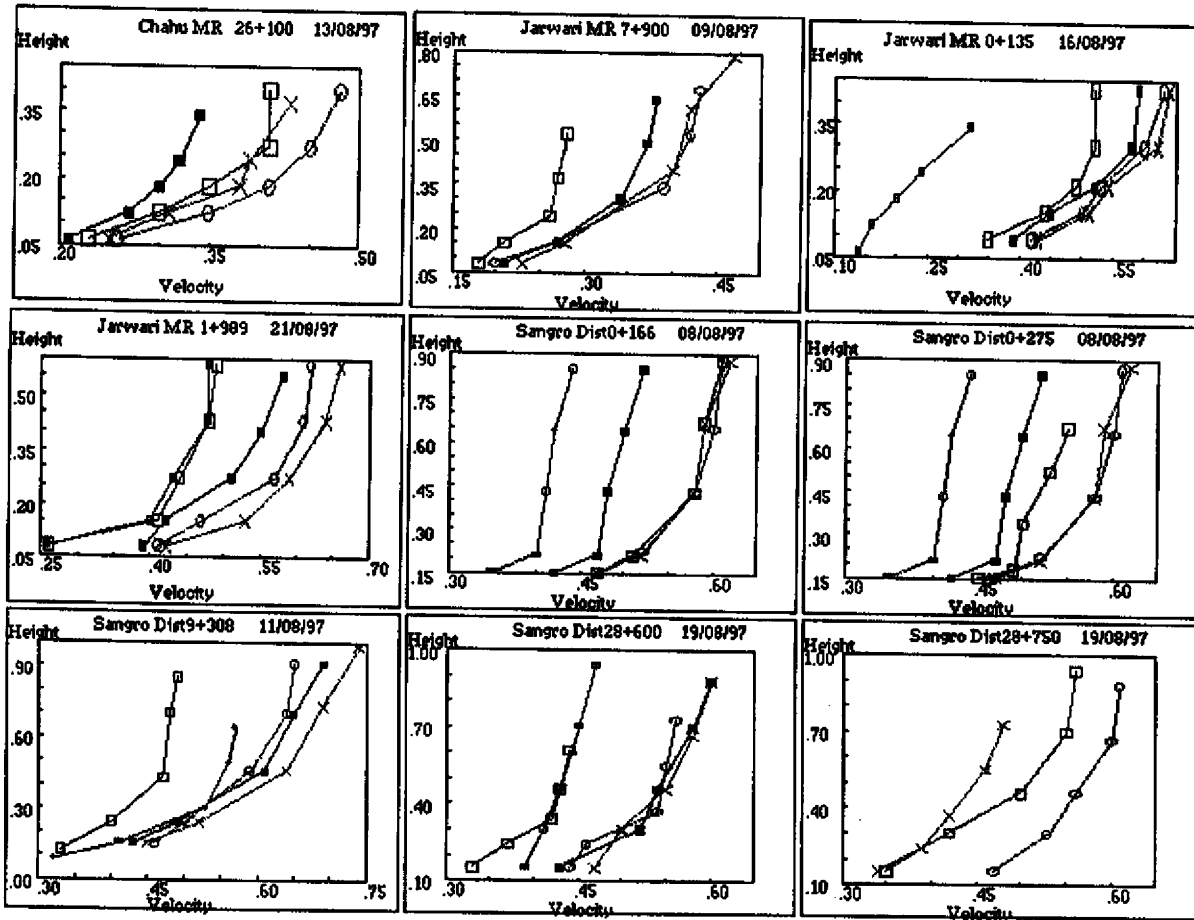 Chahu MR 26+100 13/08/97
Height
.35
.20
.05
.20 .35 .50
Velocity
Jarwari MR 7+900 09/08/97
Height
.80
.65
.50
.35
.20
.05
.15 .30 .45
Velocity
Jarwari MR 0+135 16/08/97
Height
.35
.20
.05
.10 .25 .40 .55
Velocity
Jarwari MR 1+989 21/08/97
Height
.50
.35
.20
.05
.25 .40 .55 .70
Velocity
Sangro Dist0+166 08/08/97
Height
.90
.75
.60
.45
.30
.15
.30 .45 .60
Velocity
Sangro Dist0+275 08/08/97
Height
.90
.75
.60
.45
.30
.15
.30 .45 .60
Velocity
Sangro Dist9+308 11/08/97
Height
.90
.60
.30
.00
.30 .45 .60 .75
Velocity
Sangro Dist28+600 19/08/97
Height
1.00
.70
.40
.10
.30 .45 .60
Velocity
Sangro Dist28+750 19/08/97
Height
1.00
.70
.40
.10
.30 .45 .60
Velocity